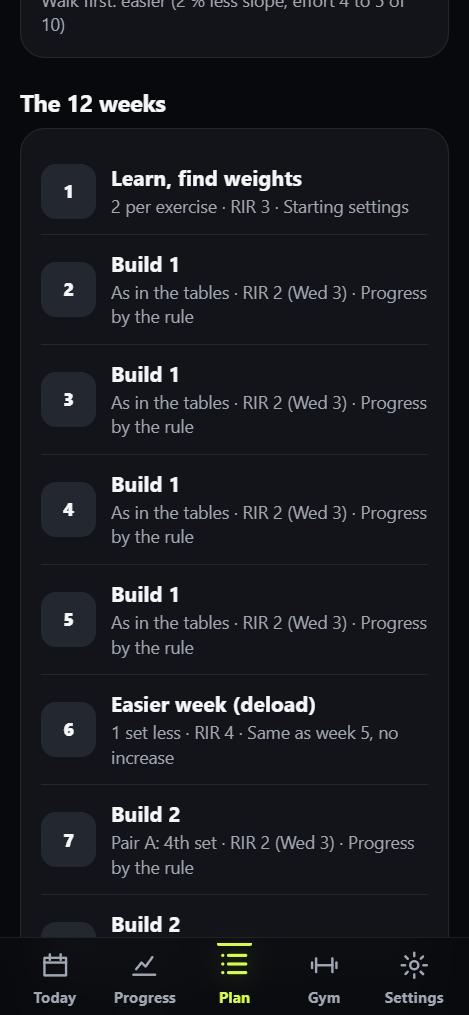 Walk first: easier (2 % less slope, effort 4 to 5 of
10)
The 12 weeks
1
Learn, find weights
2 per exercise · RIR 3 · Starting settings
2
Build 1
As in the tables · RIR 2 (Wed 3) · Progress
by the rule
3
Build 1
As in the tables · RIR 2 (Wed 3) · Progress
by the rule
4
Build 1
As in the tables · RIR 2 (Wed 3) · Progress
by the rule
5
Build 1
As in the tables · RIR 2 (Wed 3) · Progress
by the rule
6
Easier week (deload)
1 set less · RIR 4 · Same as week 5, no
increase
7
Build 2
Pair A: 4th set · RIR 2 (Wed 3) · Progress
by the rule
Build 2
Today
Progress
Plan
Gym
Settings